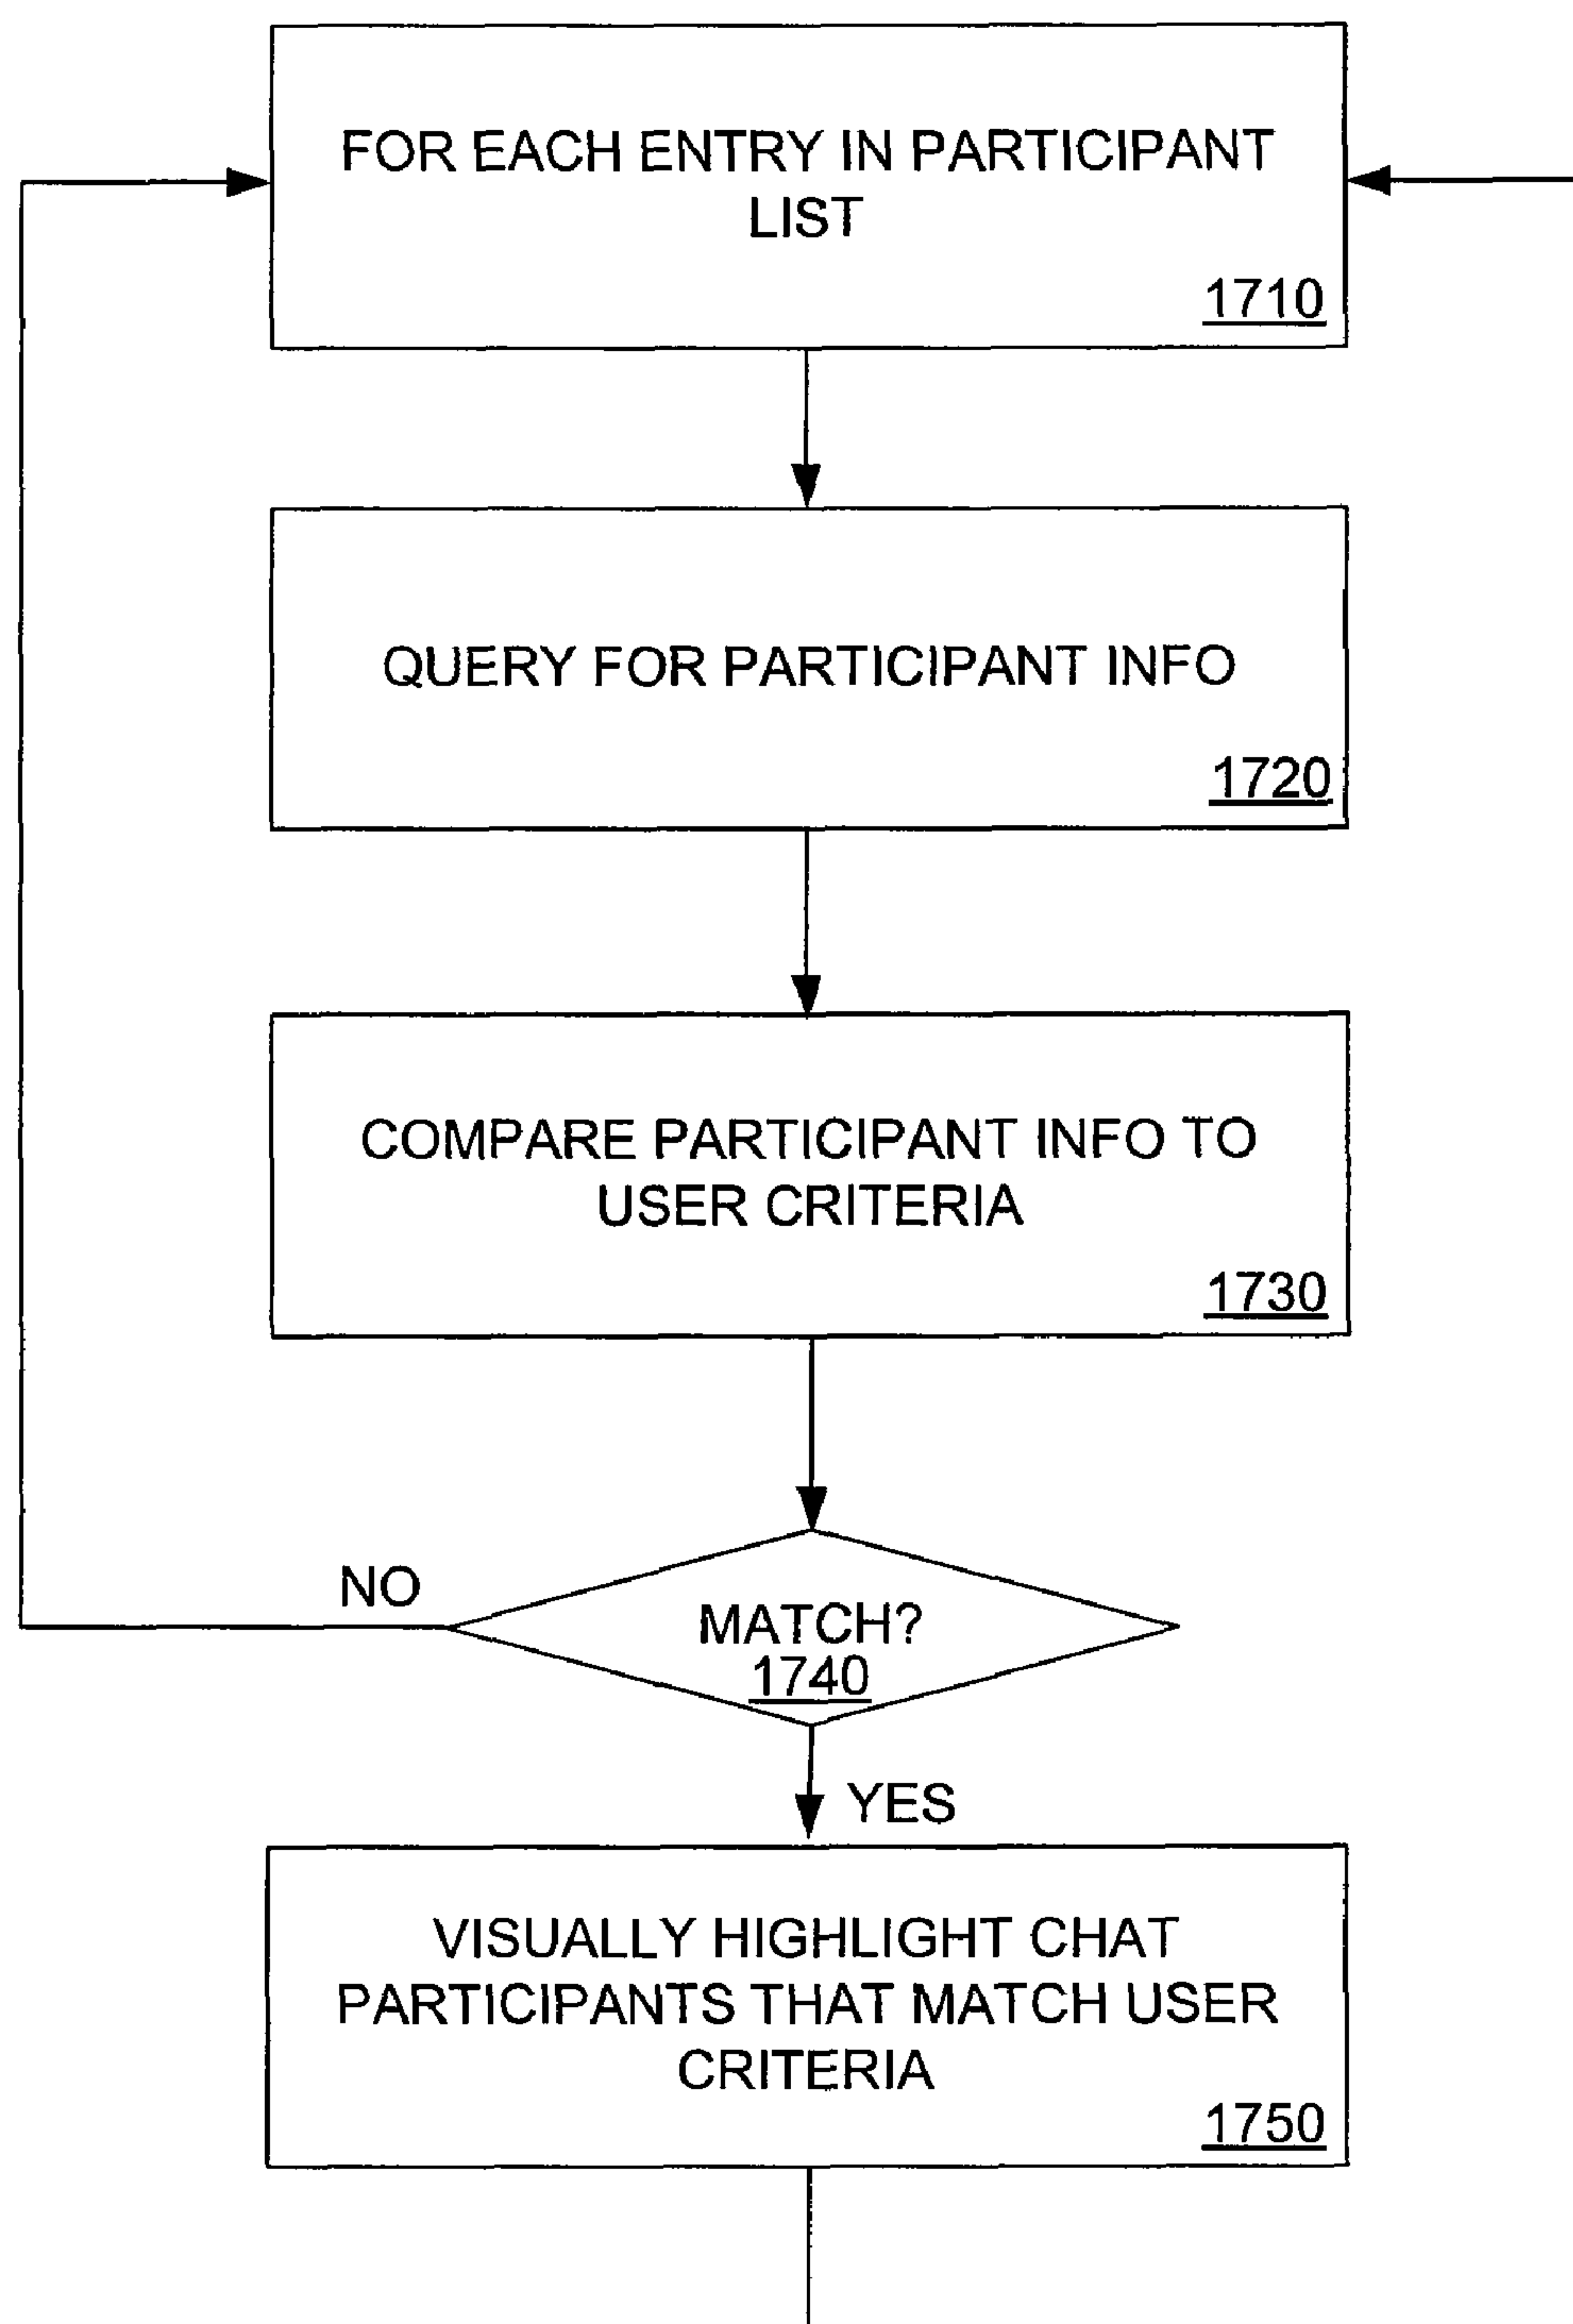 FOR EACH ENTRY IN PARTICIPANT
LIST
1710
QUERY FOR PARTICIPANT INFO
1720
COMPARE PARTICIPANT INFO TO
USER CRITERIA
1730
NO
MATCH?
1740
YES
VISUALLY HIGHLIGHT CHAT
PARTICIPANTS THAT MATCH USER
CRITERIA
1750